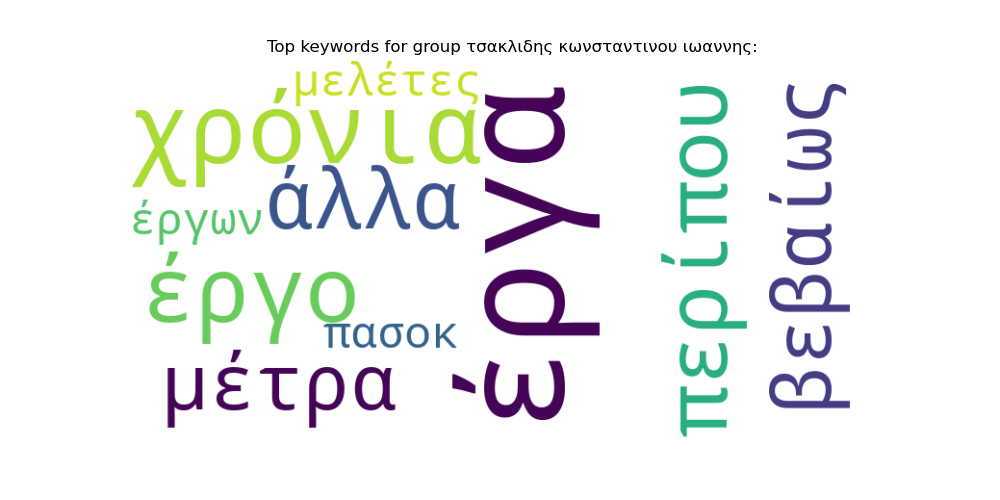 Top keywords for group τσακλιδης κωνσταντινου ιωαννης:
μελέτες
χρόνια
άλλα
έργων
έργο
πασοκ
μέτρα
έργα
περίπου
βεβαίως